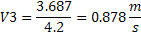 V3 = 3.687/4.2 = 0.878 m/s